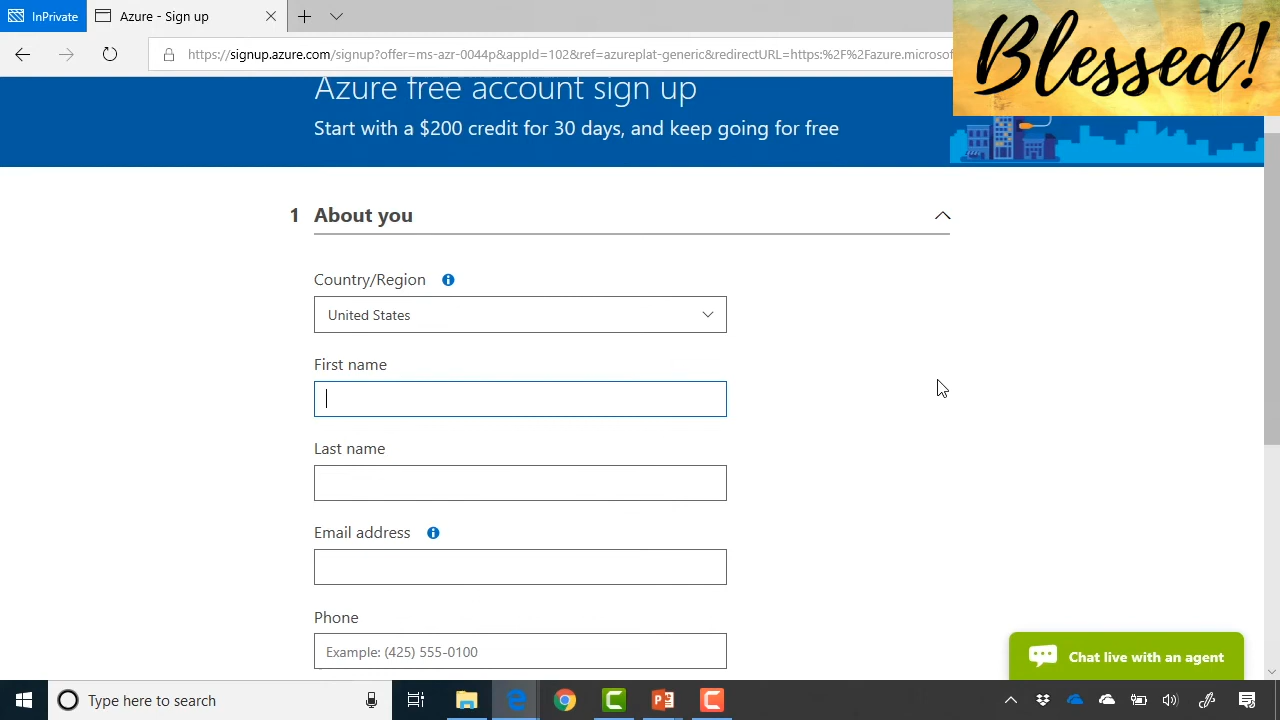 InPrivate
Azure - Sign up
https://signup.azure.com/signup?offer=ms-azr-0044p&appId=102&ref=azureplat-generic&redirectURL=https:%2F%2Fazure.microsof
Blessed!
Azure free account sign up
Start with a $200 credit for 30 days, and keep going for free
1 About you
Country/Region
United States
First name
Last name
Email address
Phone
Example: (425) 555-0100
Chat live with an agent
Type here to search